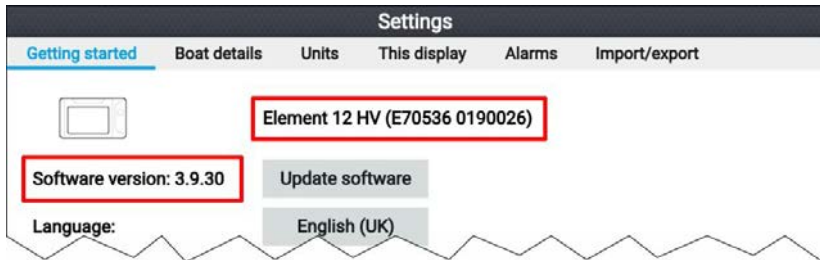 Settings
Getting started Boat details Units This display Alarms Import/export
Element 12 HV (E70536 0190026)
Software version: 3.9.30 Update software
Language: English (UK)